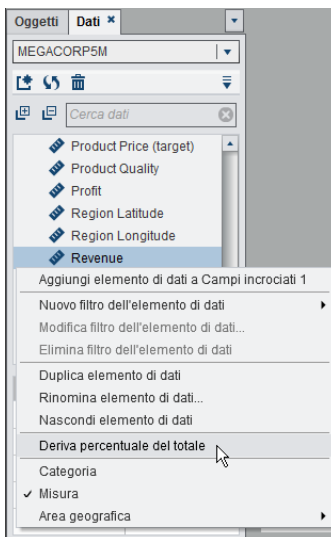 Oggetti Dati
MEGACORP5M
Cerca dati
Product Price (target)
Product Quality
Profit
Region Latitude
Region Longitude
Revenue
Aggiungi elemento di dati a Campi incrociati 1
Nuovo filtro dell'elemento di dati
Modifica filtro dell'elemento di dati...
Elimina filtro dell'elemento di dati
Duplica elemento di dati
Rinomina elemento di dati...
Nascondi elemento di dati
Deriva percentuale del totale
Categoria
Misura
Area geografica